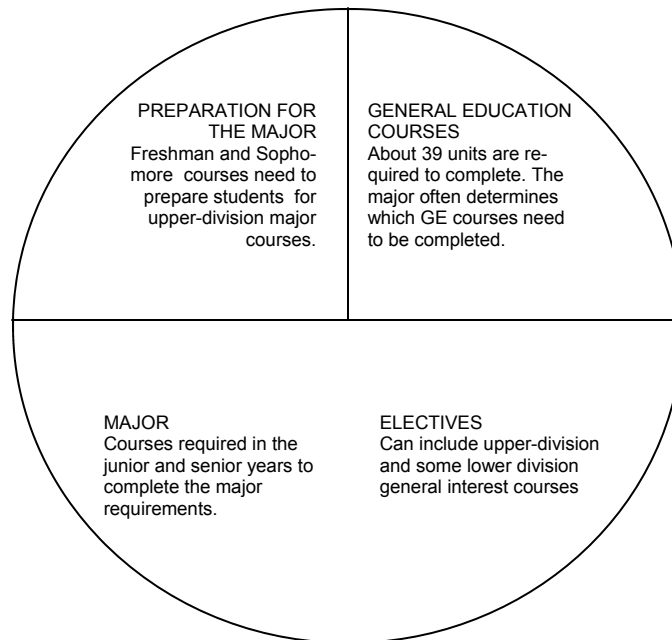 PREPARATION FOR
THE MAJOR
Freshman and Sopho-
more courses need to
prepare students for
upper-division major
courses.
GENERAL EDUCATION
COURSES
About 39 units are re-
quired to complete. The
major often determines
which GE courses need
to be completed.
MAJOR
Courses required in the
junior and senior years to
complete the major
requirements.
ELECTIVES
Can include upper-division
and some lower division
general interest courses